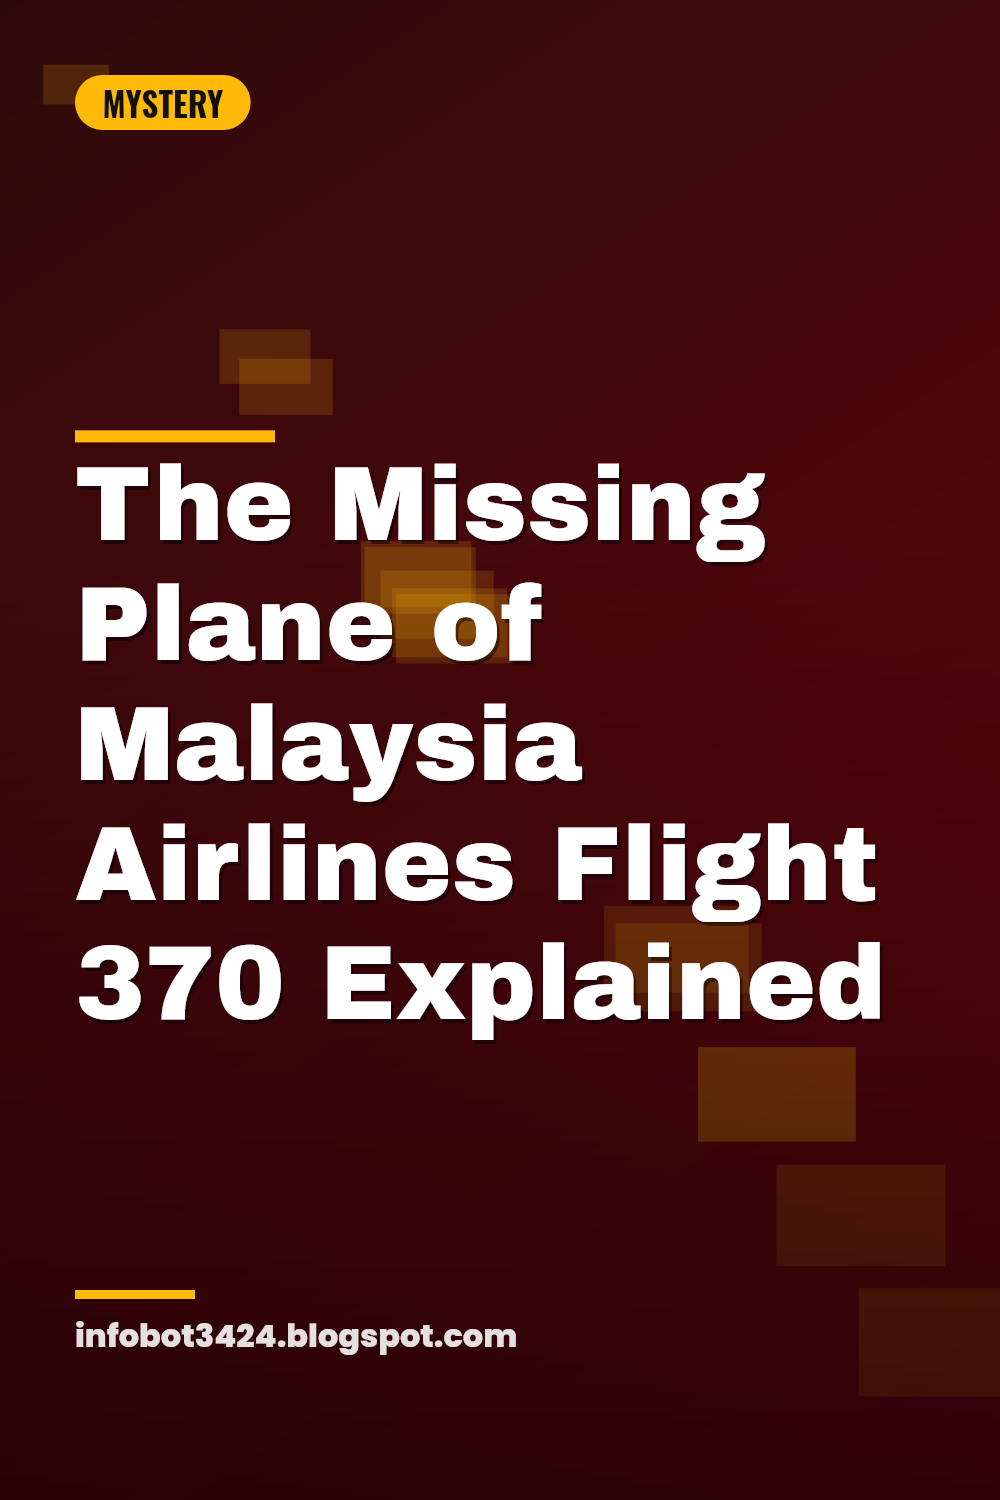 MYSTERY
The Missing
Plane of
Malaysia
Airlines Flight
370 Explained
infobot3424.blogspot.com